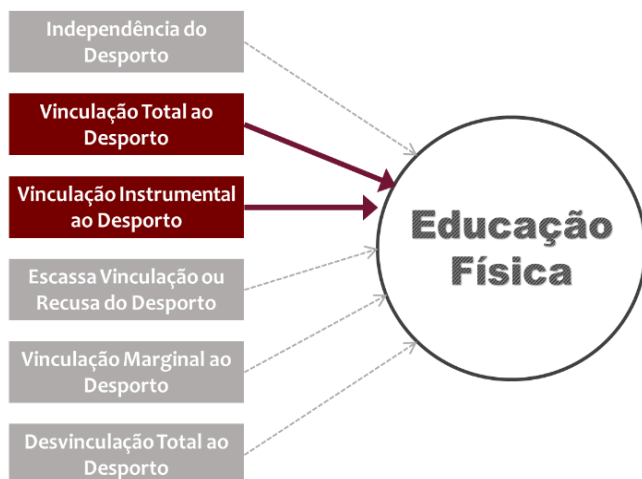 Independência do
Desporto
Vinculação Total ao
Desporto
Vinculação Instrumental
ao Desporto
Escassa Vinculação ou
Recusa do Desporto
Vinculação Marginal ao
Desporto
Desvinculação Total ao
Desporto
Educação
Física